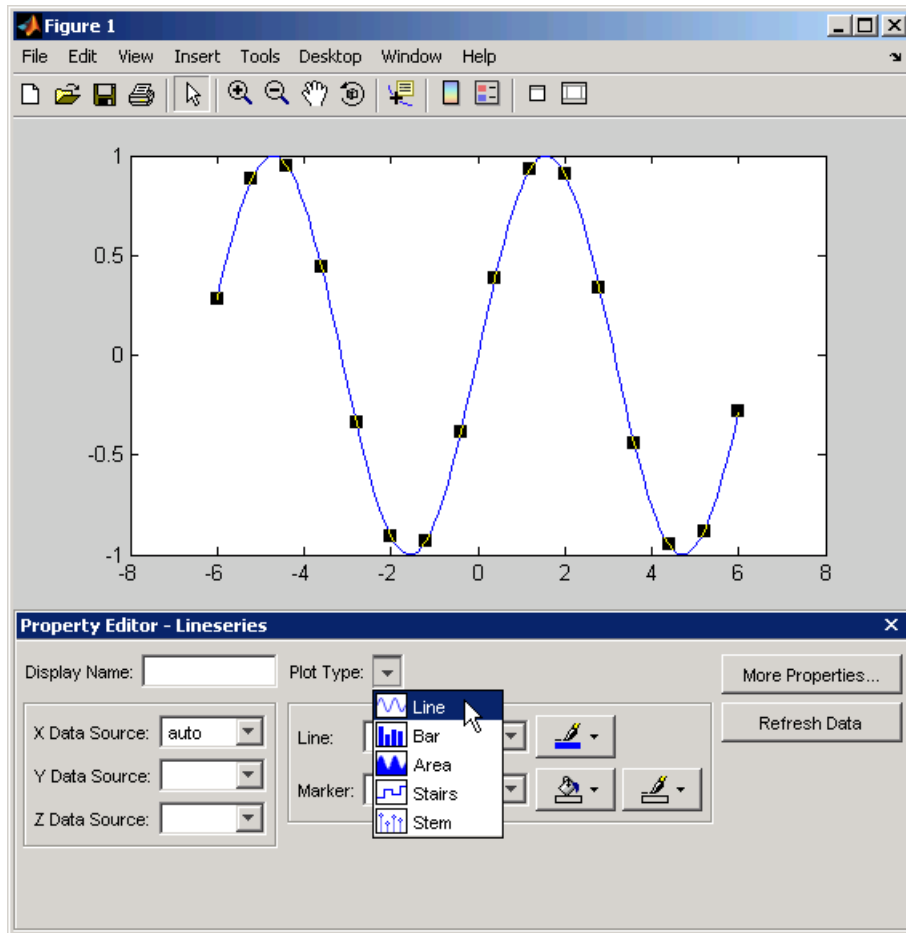 Figure 1
File Edit View Insert Tools Desktop Window Help
1
0.5
0
-0.5
-1
-8 -6 -4 -2 0 2 4 6 8
Property Editor - Lineseries
Display Name: Plot Type: More Properties...
Line
X Data Source: auto Line: Bar Refresh Data
Area
Y Data Source: Marker: Stairs
Z Data Source: Stem